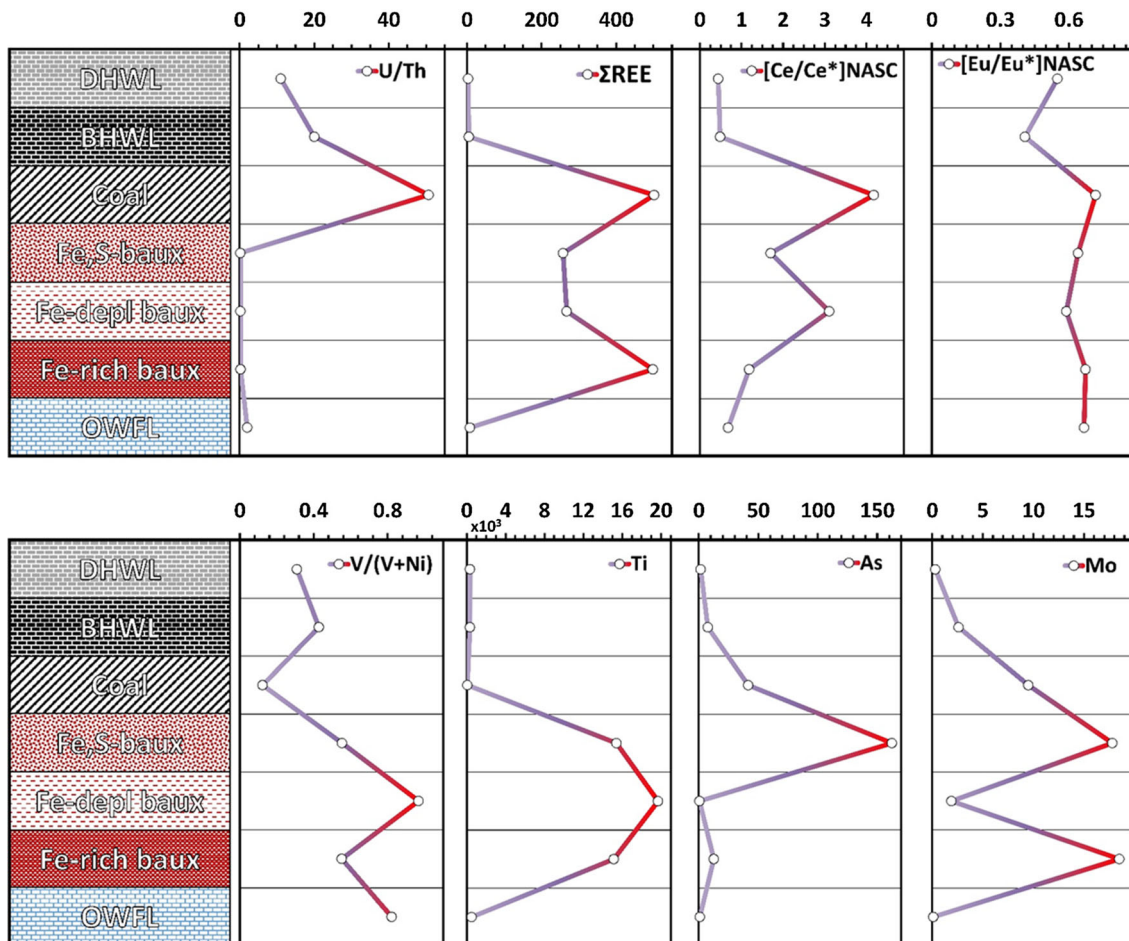 0 20 40 0 200 400 0 1 2 3 4 0 0.6
DHWL U/Th ΣREE [Ce/Ce*]NASC [Eu/Eu*]NASC
BHWL
Coal
Fe,S-baux
Fe-depl baux
Fe-rich baux
OWFL
0 0.4 0.8 0 4 8 12 16 20 0 50 100 150 0 5 10 15
x10³
DHWL V/(V+Ni) Ti As Mo
BHWL
Coal
Fe,S-baux
Fe-depl baux
Fe-rich baux
OWFL